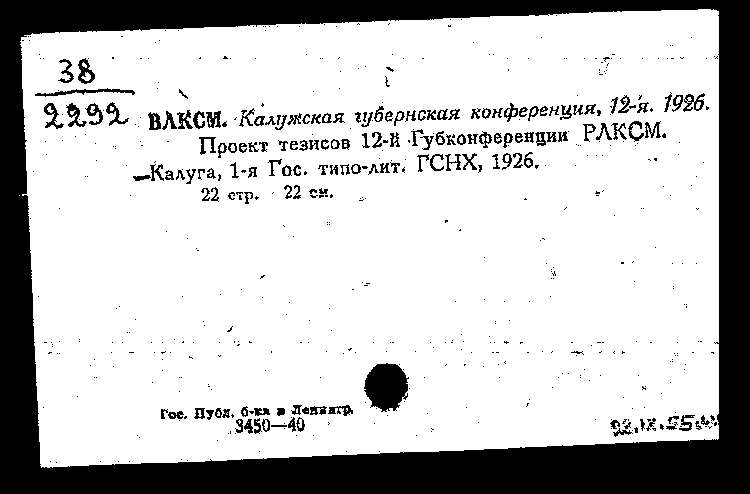 38
2292
ВЛКСМ. Калужская губернская конференция, 12-я. 1926.
Проект тезисов 12-й Губконференции РЛКСМ.
—Калуга, 1-я Гос. типо-лит. ГСНХ, 1926.
22 стр. 22 см.
Гос. Публ. б-ка в Ленингр.
3450—40